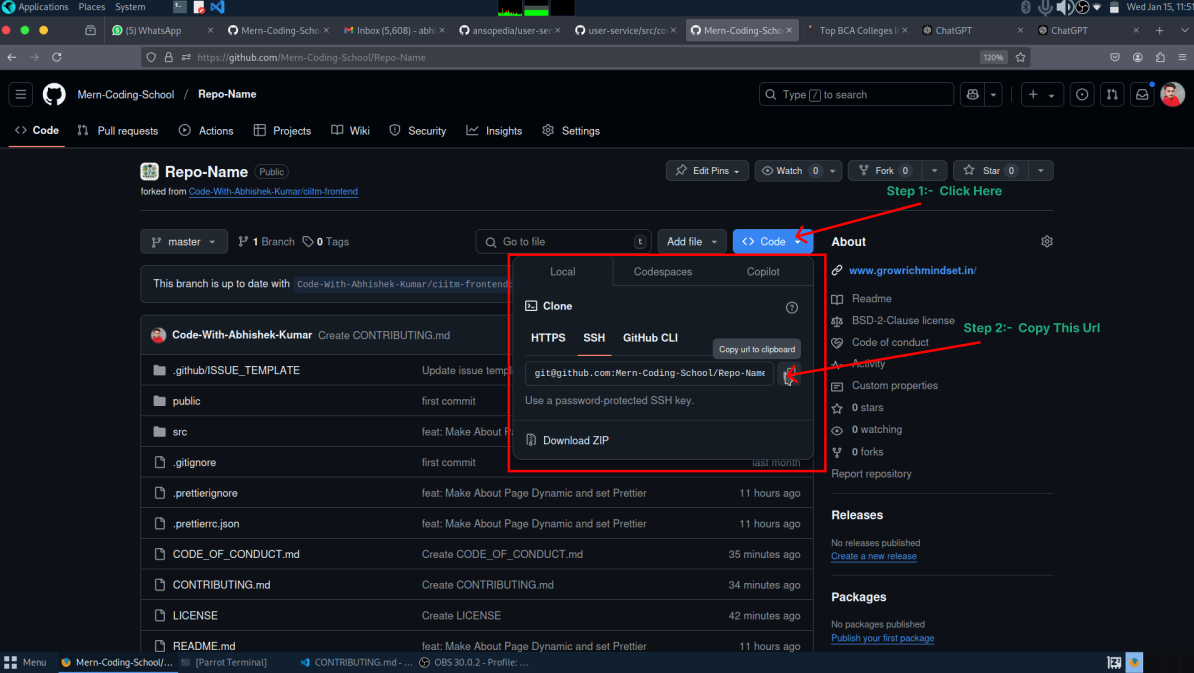 Applications Places System
Wed Jan 15, 11:51
(5) WhatsApp ×
Mern-Coding-Scho ×
Inbox (5,608) - abhi ×
ansopedia/user-se ×
user-service/src/co ×
Mern-Coding-Scho ×
Top BCA Colleges i ×
ChatGPT ×
ChatGPT ×
https://github.com/Mern-Coding-School/Repo-Name
120%
Mern-Coding-School / Repo-Name
Type / to search
Code Pull requests Actions Projects Wiki Security Insights Settings
Repo-Name Public
Edit Pins Watch 0 Fork 0 Star 0
forked from Code-With-Abhishek-Kumar/ciitm-frontend
Step 1:- Click Here
master 1 Branch 0 Tags Go to file t Add file Code
This branch is up to date with Code-With-Abhishek-Kumar/ciitm-frontend
Local Codespaces Copilot
Clone
HTTPS SSH GitHub CLI
Copy url to clipboard
git@github.com:Mern-Coding-School/Repo-Name
Use a password-protected SSH key.
Download ZIP
Code-With-Abhishek-Kumar Create CONTRIBUTING.md
.github/ISSUE_TEMPLATE Update issue templ
public first commit
src feat: Make About P
.gitignore first commit last month
.prettierignore feat: Make About Page Dynamic and set Prettier 11 hours ago
.prettierrc.json feat: Make About Page Dynamic and set Prettier 11 hours ago
CODE_OF_CONDUCT.md Create CODE_OF_CONDUCT.md 35 minutes ago
CONTRIBUTING.md Create CONTRIBUTING.md 34 minutes ago
LICENSE Create LICENSE 42 minutes ago
README.md feat: Make About Page Dynamic and set Prettier 11 hours ago
About
www.growrichmindset.in/
Readme
BSD-2-Clause license
Step 2:- Copy This Url
Code of conduct
Activity
Custom properties
0 stars
0 watching
0 forks
Report repository
Releases
No releases published
Create a new release
Packages
No packages published
Publish your first package
Menu Mern-Coding-School/... [Parrot Terminal] CONTRIBUTING.md - ... OBS 30.0.2 - Profile: ...